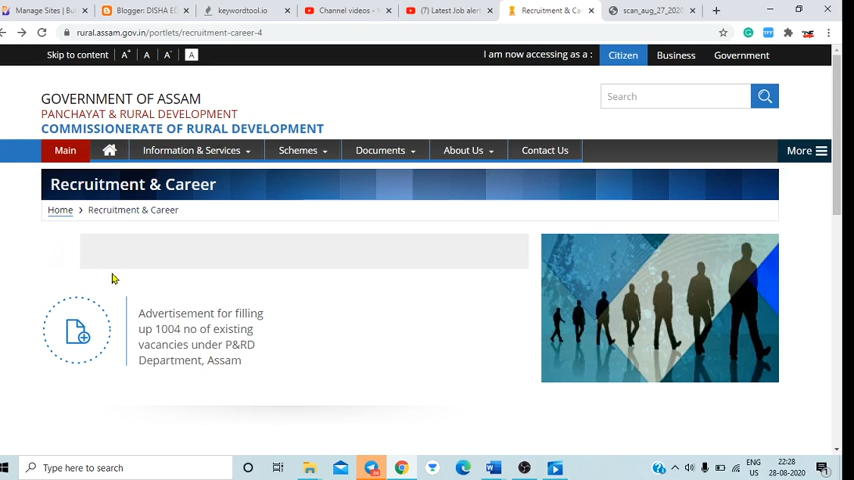 Manage Sites | Bu
Blogger: DISHA E
keywordtool.io
Channel videos -
(7) Latest Job alert
Recruitment & Ca
scan_aug_27_2020
rural.assam.gov.in/portlets/recruitment-career-4
Skip to content
A+ A A- A
I am now accessing as a :
Citizen
Business
Government
GOVERNMENT OF ASSAM
PANCHAYAT & RURAL DEVELOPMENT
COMMISSIONERATE OF RURAL DEVELOPMENT
Search
Main
Information & Services
Schemes
Documents
About Us
Contact Us
More
Recruitment & Career
Home > Recruitment & Career
Advertisement for filling
up 1004 no of existing
vacancies under P&RD
Department, Assam
Type here to search
ENG
US
22:28
28-08-2020